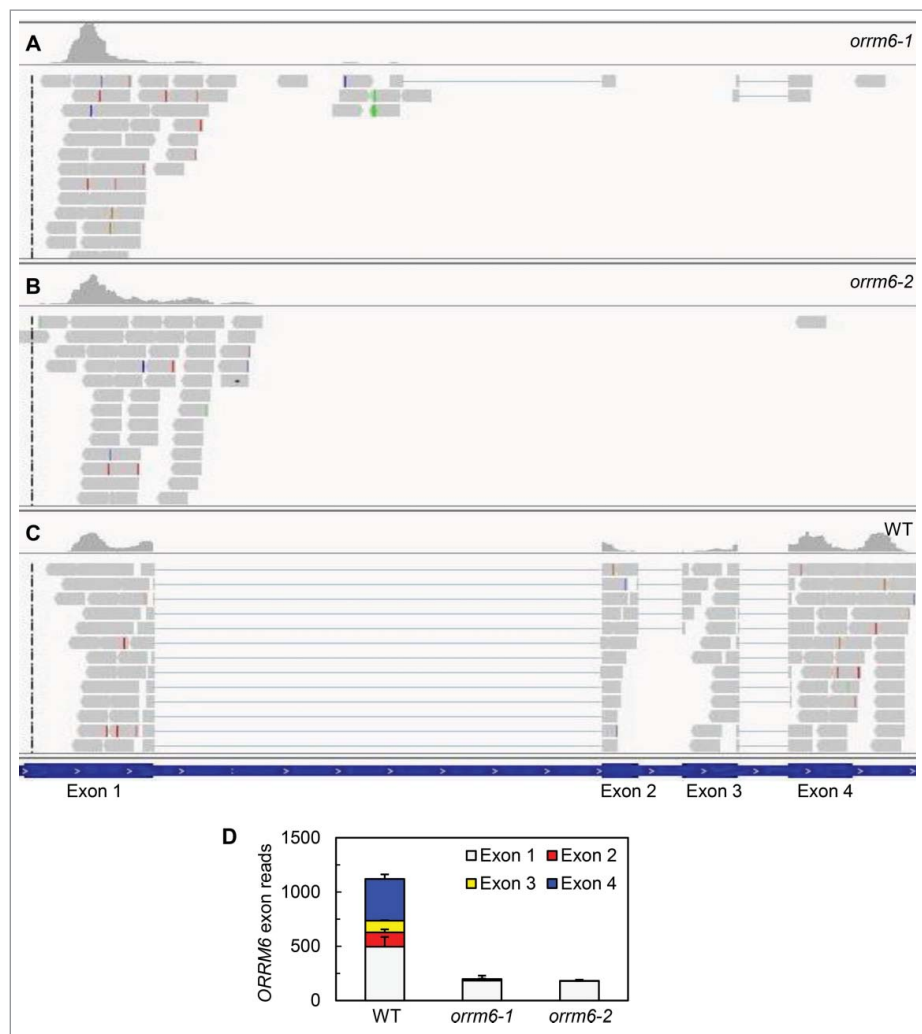 A
orrm6-1
B
orrm6-2
C
WT
Exon 1
Exon 2
Exon 3
Exon 4
D
ORRM6 exon reads
1500
1000
500
0
Exon 1
Exon 2
Exon 3
Exon 4
WT
orrm6-1
orrm6-2